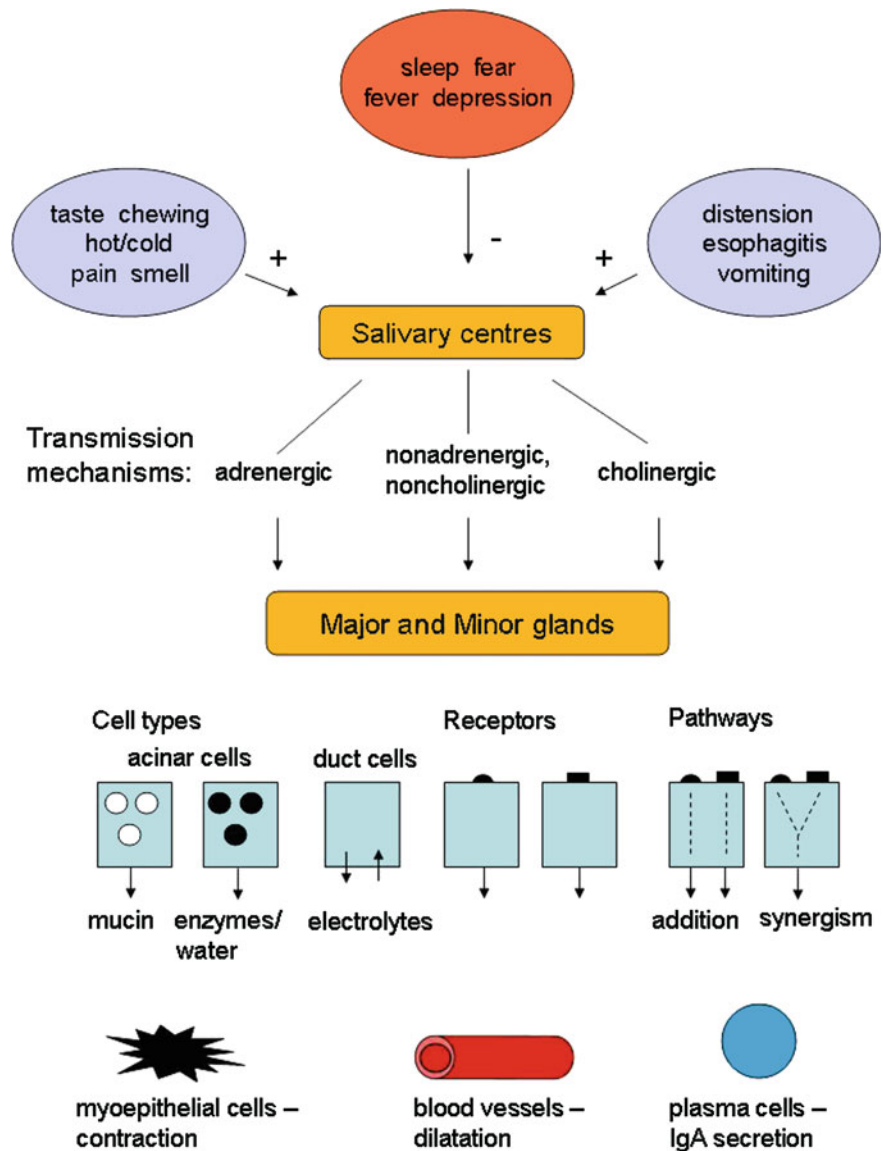 sleep fear
fever depression
taste chewing
hot/cold
pain smell
+
-
+
distension
esophagitis
vomiting
Salivary centres
Transmission
mechanisms:
adrenergic
nonadrenergic,
noncholinergic
cholinergic
Major and Minor glands
Cell types
acinar cells
duct cells
Receptors
Pathways
mucin
enzymes/
water
electrolytes
addition
synergism
myoepithelial cells –
contraction
blood vessels –
dilatation
plasma cells –
IgA secretion